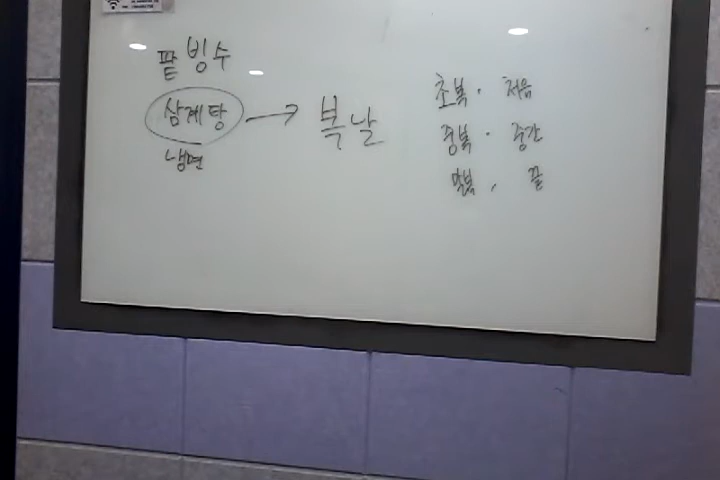 팥빙수
삼계탕 → 복날
냉면
초복 · 처음
중복 · 중간
말복 , 끝